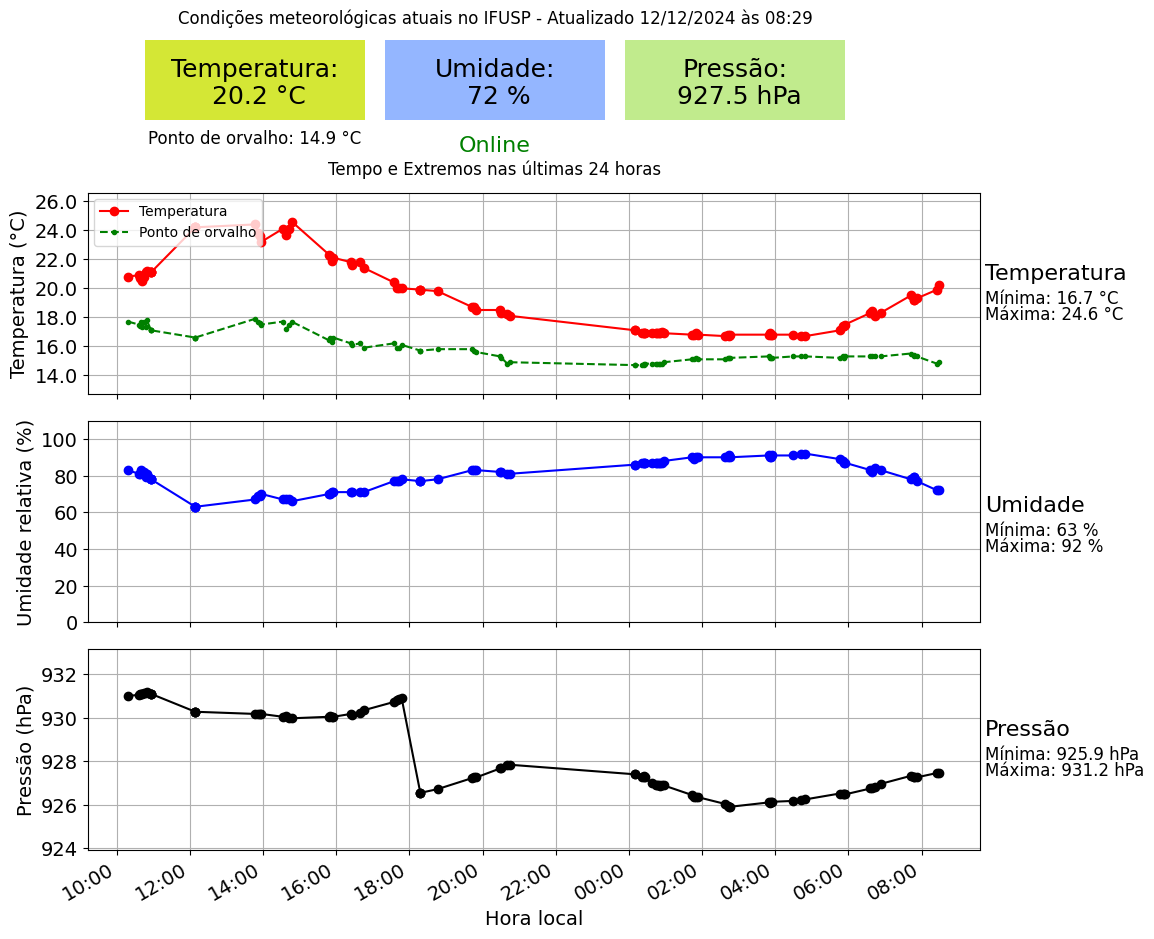 Condições meteorológicas atuais no IFUSP - Atualizado 12/12/2024 às 08:29
Temperatura:
20.2 °C
Umidade:
72 %
Pressão:
927.5 hPa
Ponto de orvalho: 14.9 °C
Online
Tempo e Extremos nas últimas 24 horas
Temperatura (°C)
26.0
24.0
22.0
20.0
18.0
16.0
14.0
Temperatura
Ponto de orvalho
Temperatura
Mínima: 16.7 °C
Máxima: 24.6 °C
Umidade relativa (%)
100
80
60
40
20
0
Umidade
Mínima: 63 %
Máxima: 92 %
Pressão (hPa)
932
930
928
926
924
Pressão
Mínima: 925.9 hPa
Máxima: 931.2 hPa
10:00 12:00 14:00 16:00 18:00 20:00 22:00 00:00 02:00 04:00 06:00 08:00
Hora local